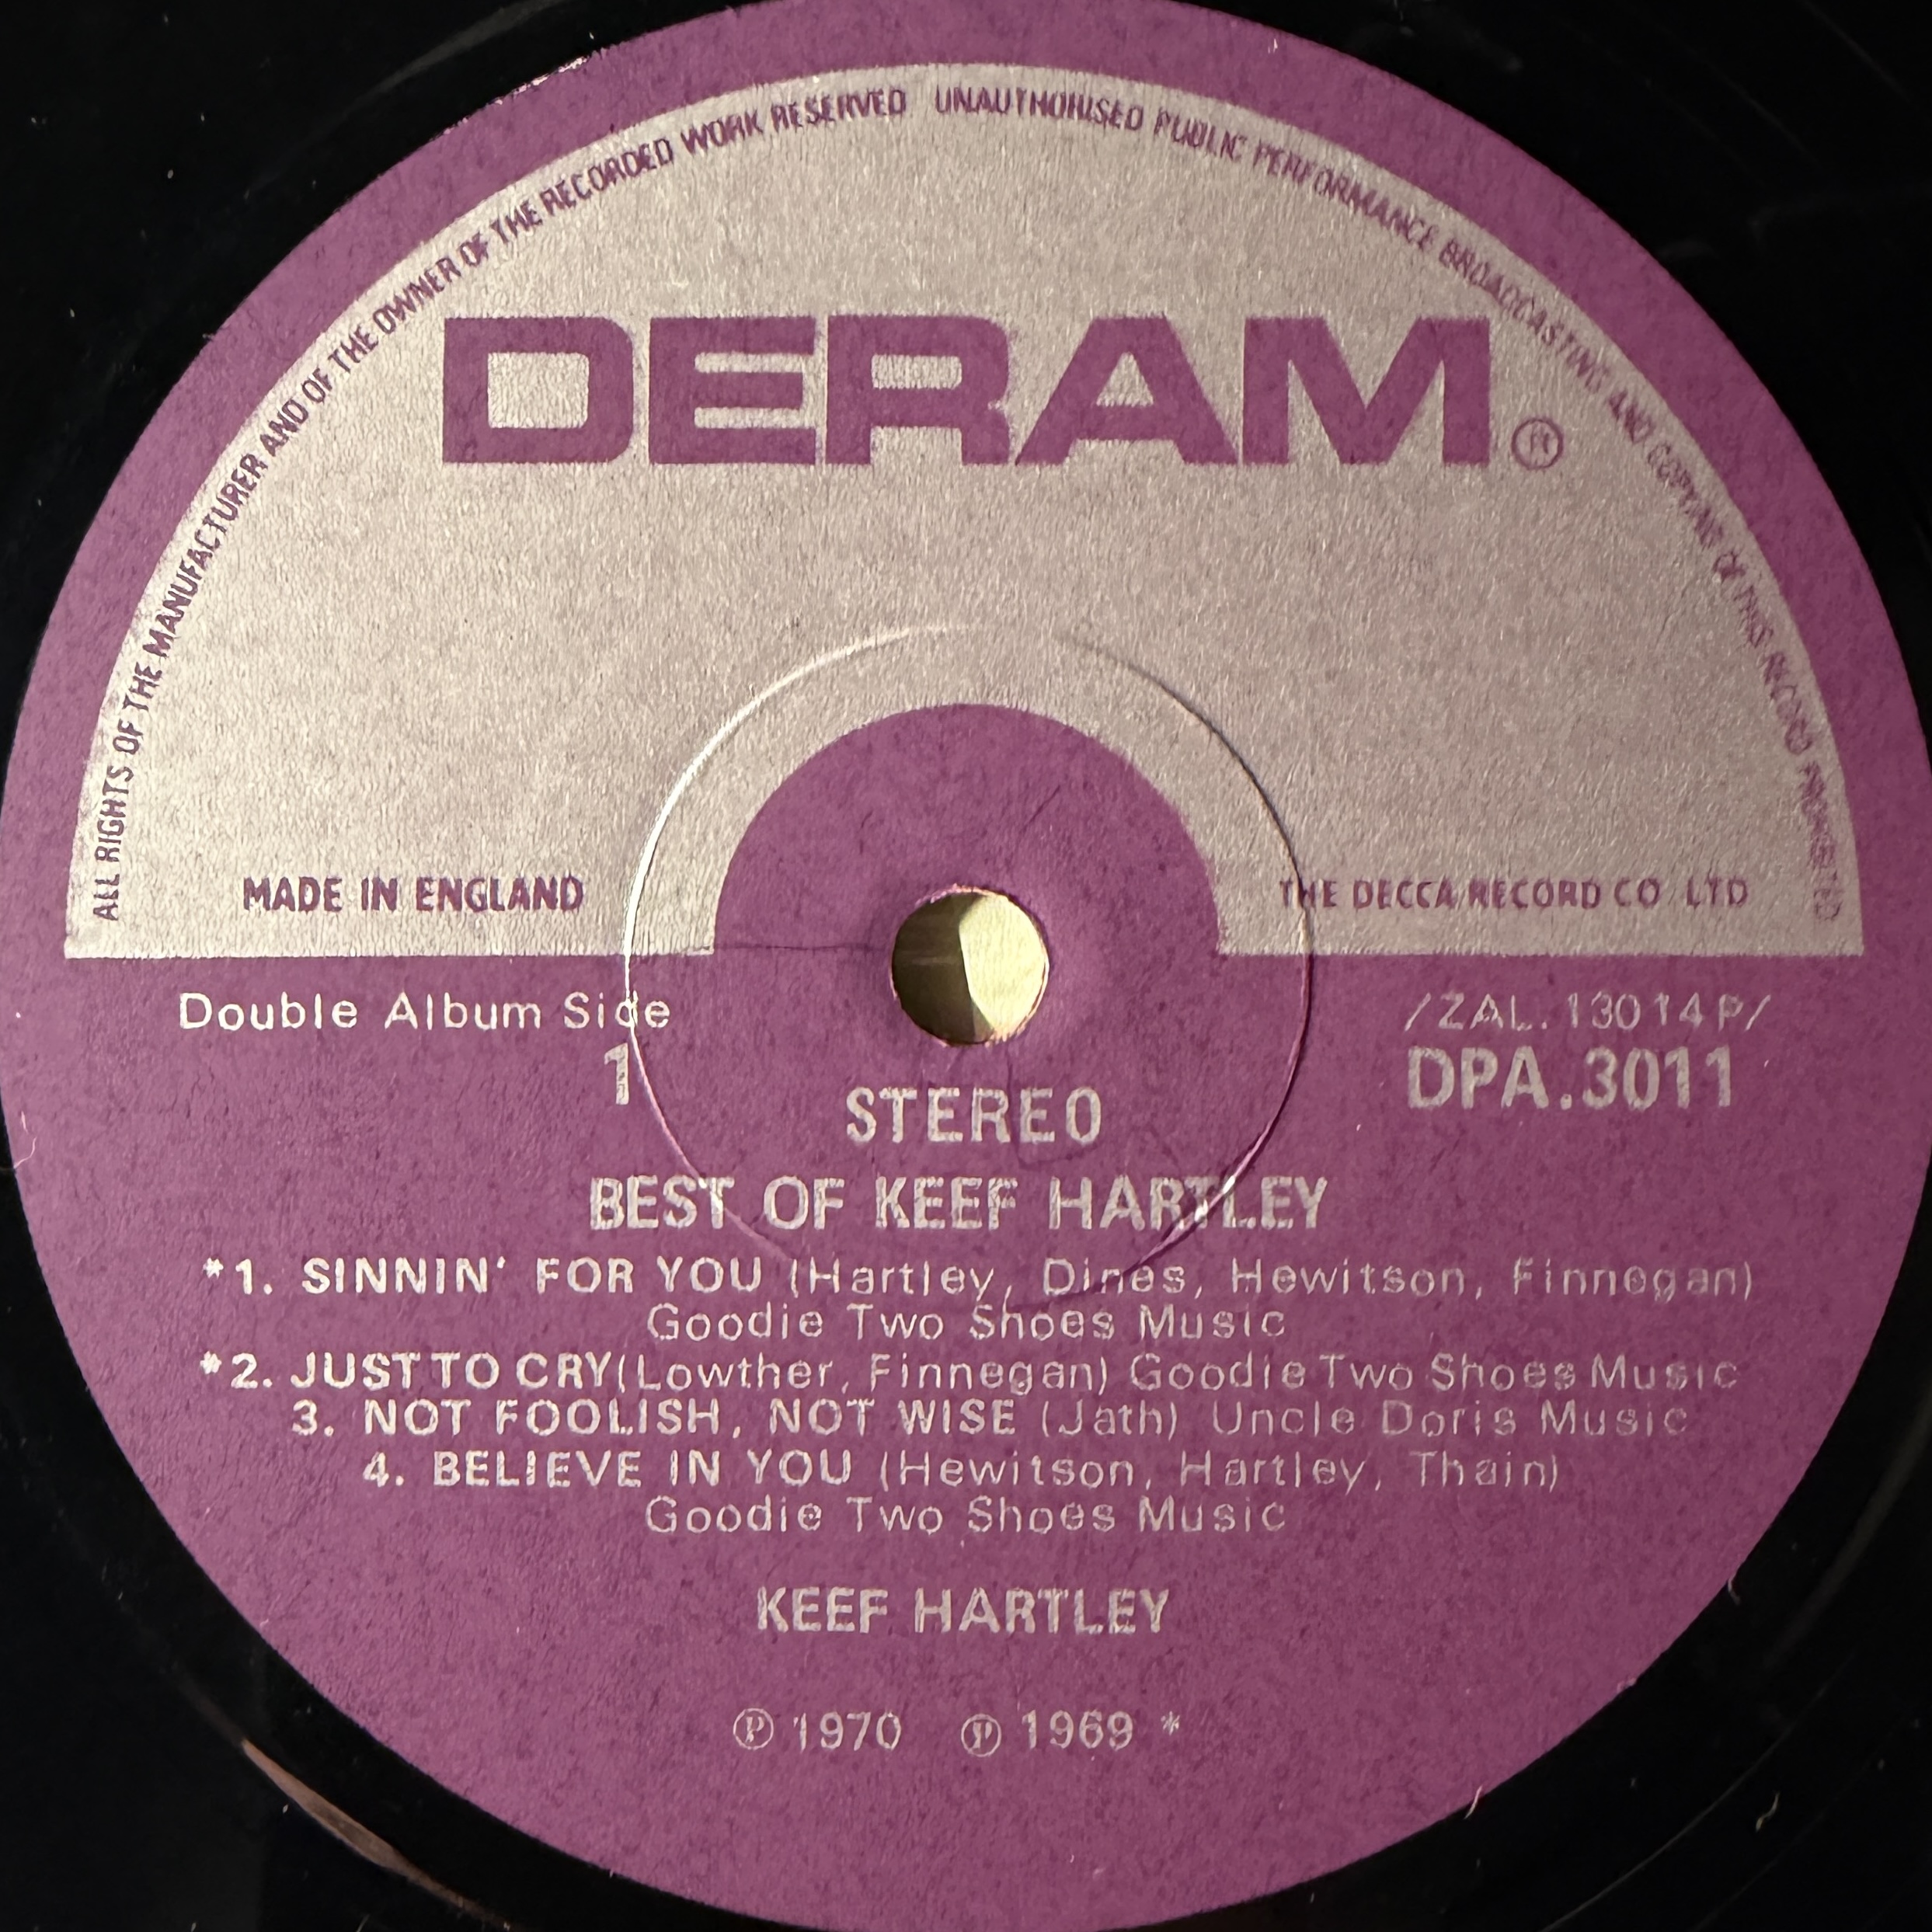 ALL RIGHTS OF THE MANUFACTURER AND OF THE OWNER OF THE RECORDED WORK RESERVED UNAUTHORISED PUBLIC PERFORMANCE BROADCASTING AND COPYING OF THIS RECORD PROHIBITED
DERAM ®
MADE IN ENGLAND
THE DECCA RECORD CO LTD
Double Album Side
1
/ZAL.13014P/
DPA.3011
STEREO
BEST OF KEEF HARTLEY
*1. SINNIN' FOR YOU (Hartley, Dines, Hewitson, Finnegan)
Goodie Two Shoes Music
*2. JUST TO CRY(Lowther, Finnegan) Goodie Two Shoes Music
3. NOT FOOLISH, NOT WISE (Jath) Uncle Doris Music
4. BELIEVE IN YOU (Hewitson, Hartley, Thain)
Goodie Two Shoes Music
KEEF HARTLEY
℗ 1970 ℗ 1969 *